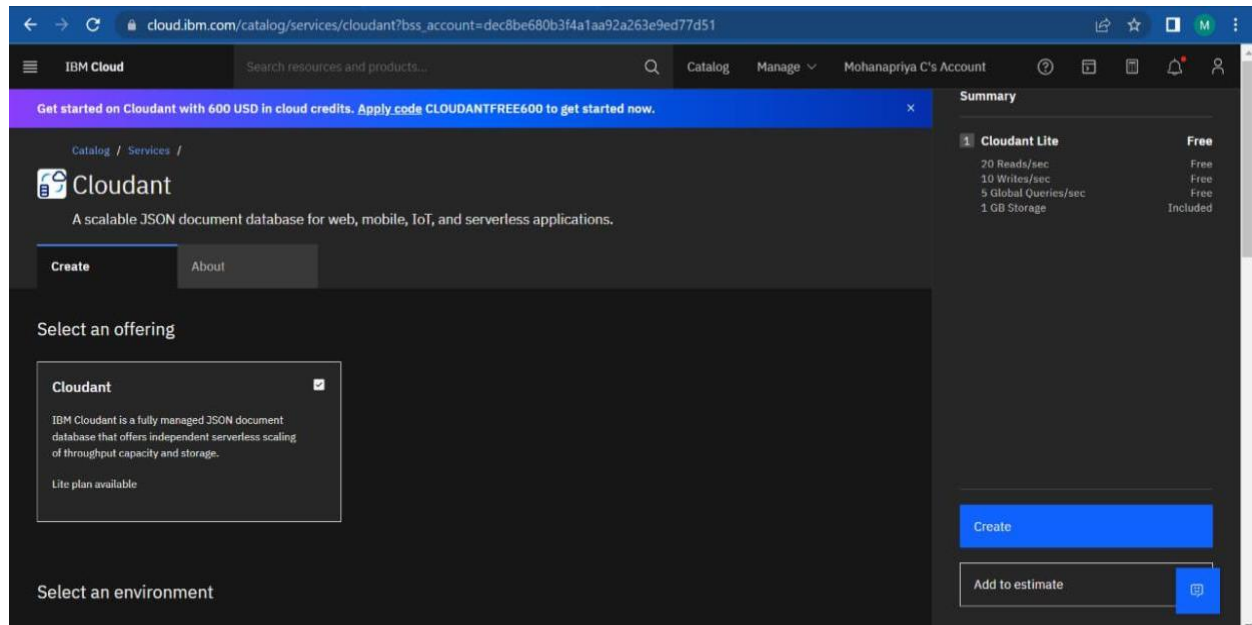 cloud.ibm.com/catalog/services/cloudant?bss_account=dec8be680b3f4a1aa92a263e9ed77d51
M
IBM Cloud
Search resources and products...
Catalog
Manage
Mohanapriya C's Account
Get started on Cloudant with 600 USD in cloud credits. Apply code CLOUDANTFREE600 to get started now.
Catalog / Services /
Cloudant
A scalable JSON document database for web, mobile, IoT, and serverless applications.
Create
About
Select an offering
Cloudant
IBM Cloudant is a fully managed JSON document
database that offers independent serverless scaling
of throughput capacity and storage.
Lite plan available
Select an environment
Summary
1 Cloudant Lite Free
20 Reads/sec Free
10 Writes/sec Free
5 Global Queries/sec Free
1 GB Storage Included
Create
Add to estimate